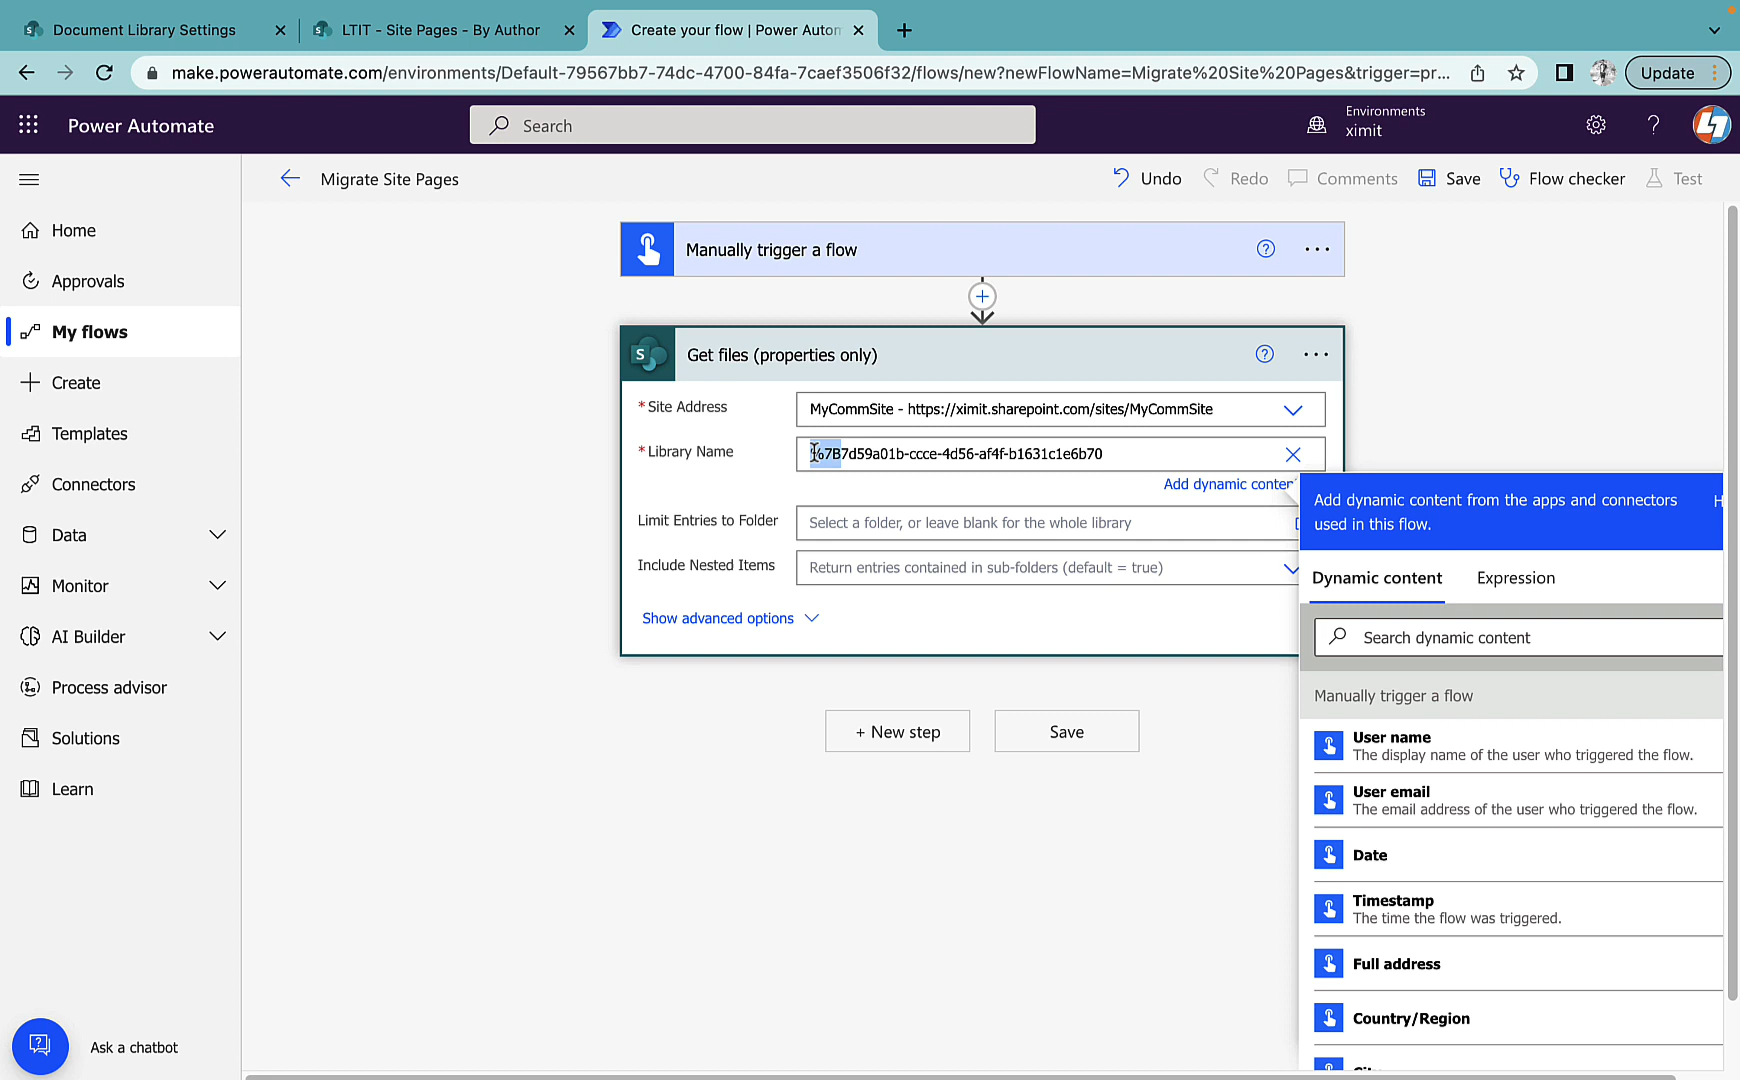 Document Library Settings
LTIT - Site Pages - By Author
Create your flow | Power Autom
make.powerautomate.com/environments/Default-79567bb7-74dc-4700-84fa-7caef3506f32/flows/new?newFlowName=Migrate%20Site%20Pages&trigger=pr...
Update
Power Automate
Search
Environments
ximit
Migrate Site Pages
Undo
Redo
Comments
Save
Flow checker
Test
Home
Approvals
My flows
Create
Templates
Connectors
Data
Monitor
AI Builder
Process advisor
Solutions
Learn
Ask a chatbot
Manually trigger a flow
Get files (properties only)
* Site Address
MyCommSite - https://ximit.sharepoint.com/sites/MyCommSite
* Library Name
%7B7d59a01b-ccce-4d56-af4f-b1631c1e6b70
Add dynamic content
Limit Entries to Folder
Select a folder, or leave blank for the whole library
Include Nested Items
Return entries contained in sub-folders (default = true)
Show advanced options
+ New step
Save
Add dynamic content from the apps and connectors
used in this flow.
Dynamic content
Expression
Search dynamic content
Manually trigger a flow
User name
The display name of the user who triggered the flow.
User email
The email address of the user who triggered the flow.
Date
Timestamp
The time the flow was triggered.
Full address
Country/Region